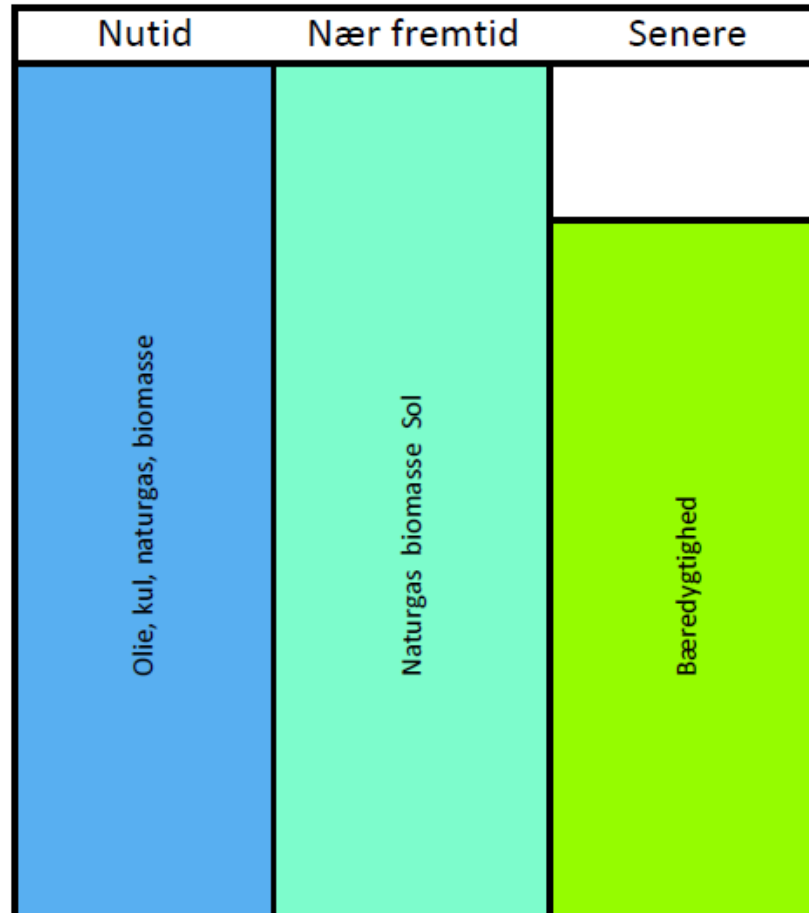 Nutid
Nær fremtid
Senere
Olie, kul, naturgas, biomasse
Naturgas biomasse Sol
Bæredygtighed